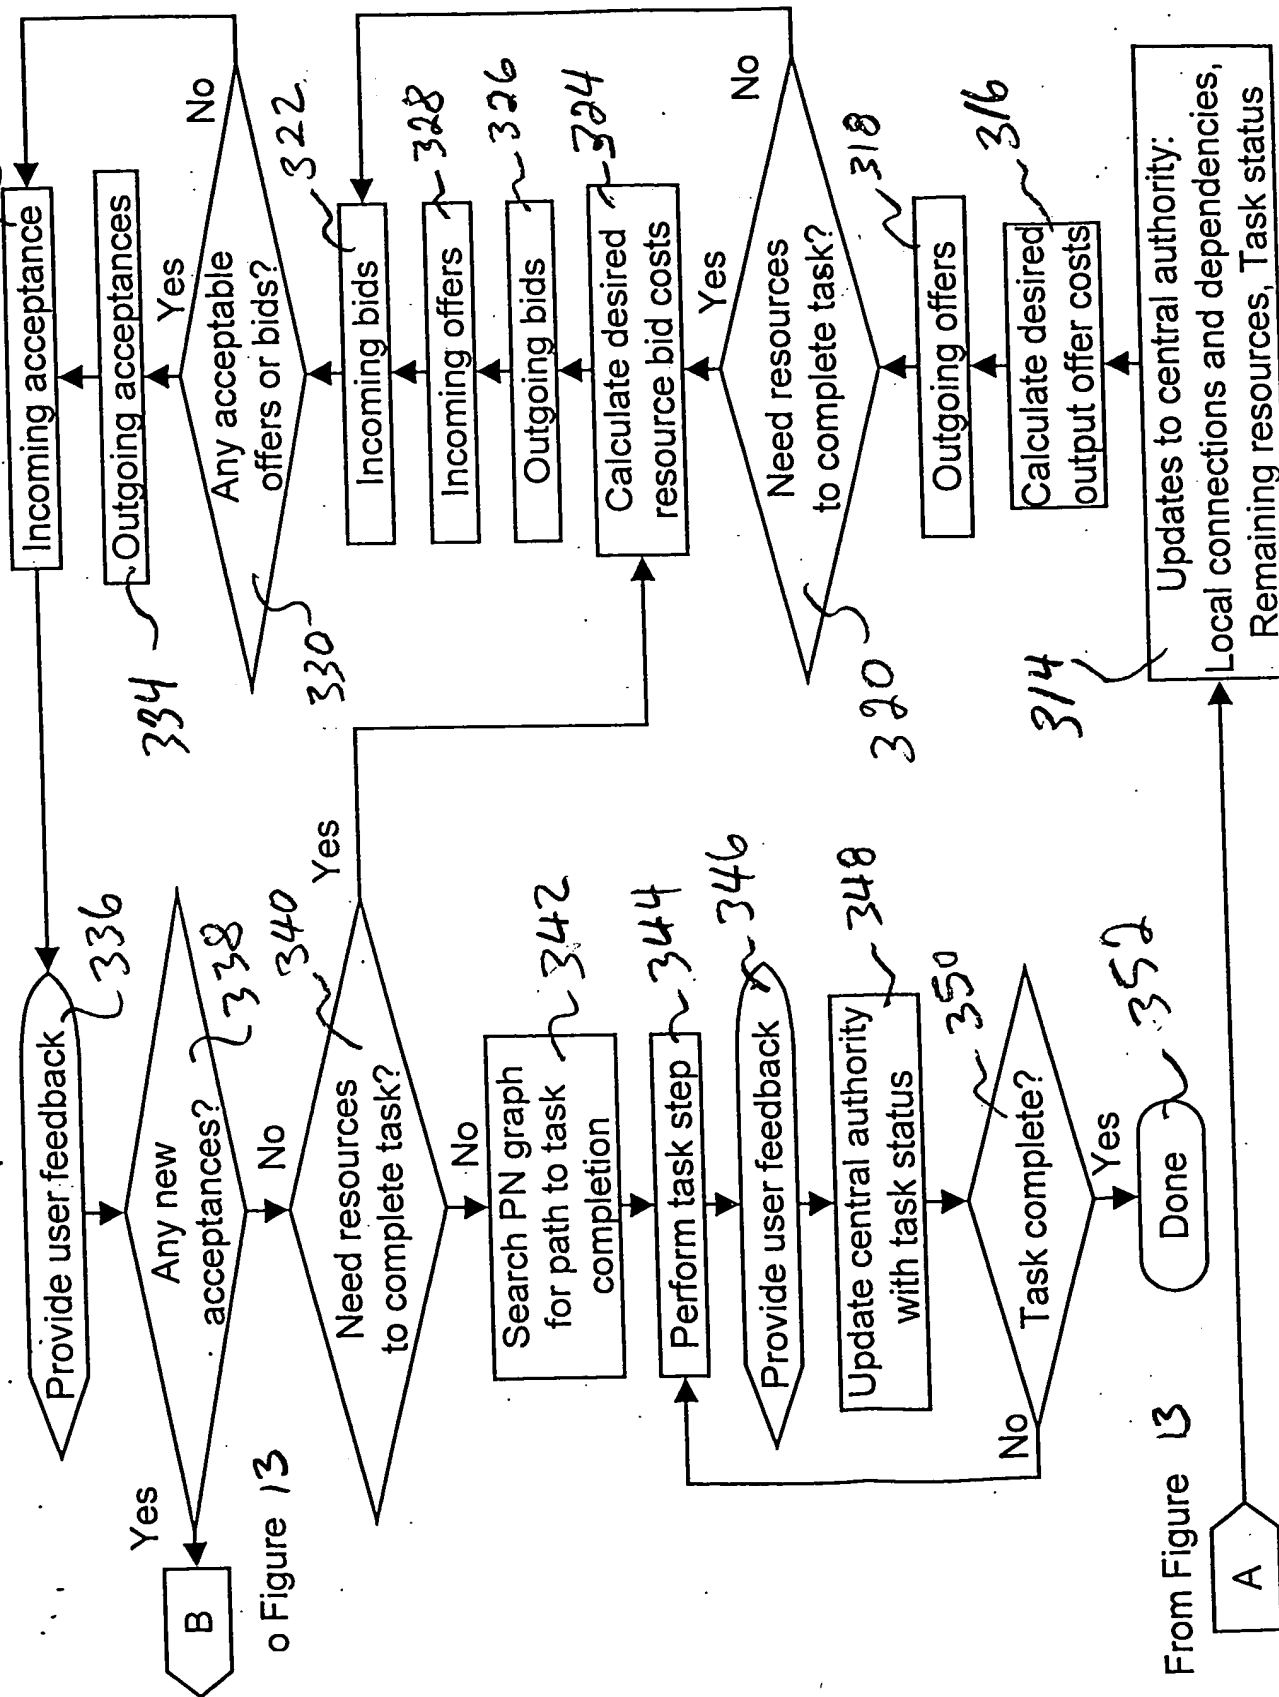 Provide user feedback
336
Any new
acceptances?
338
Yes
B
o Figure 13
No
Need resources
to complete task?
340
Yes
No
Search PN graph
for path to task
completion
342
Perform task step
344
Provide user feedback
346
Update central authority
with task status
348
Task complete?
350
No
Yes
Done
352
From Figure 13
A
Incoming acceptance
Outgoing acceptances
334
Yes
No
Any acceptable
offers or bids?
330
Incoming bids
322
Incoming offers
328
Outgoing bids
326
Calculate desired
resource bid costs
324
Yes
No
Need resources
to complete task?
320
Outgoing offers
318
Calculate desired
output offer costs
316
314
Updates to central authority:
Local connections and dependencies,
Remaining resources, Task status